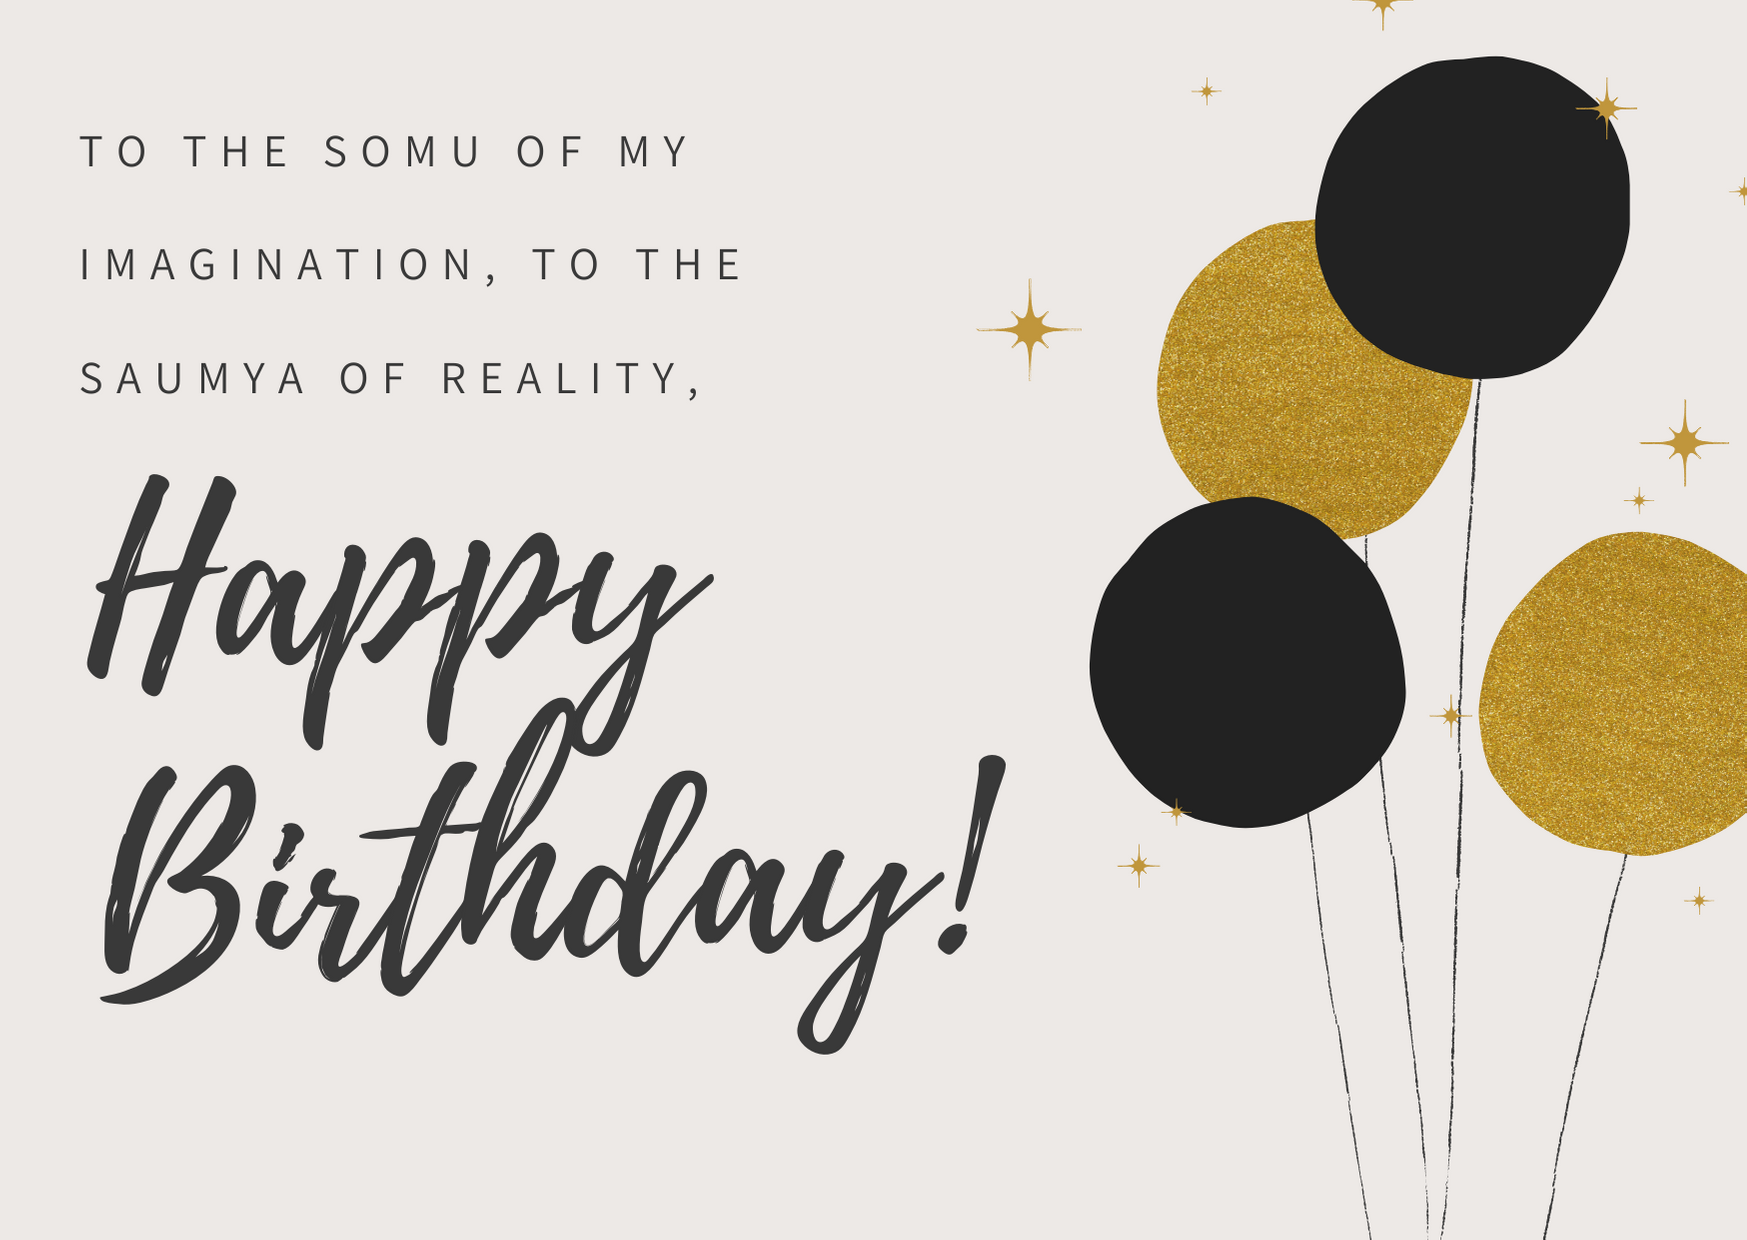 TO THE SOMU OF MY
IMAGINATION, TO THE
SAUMYA OF REALITY,
Happy
Birthday!